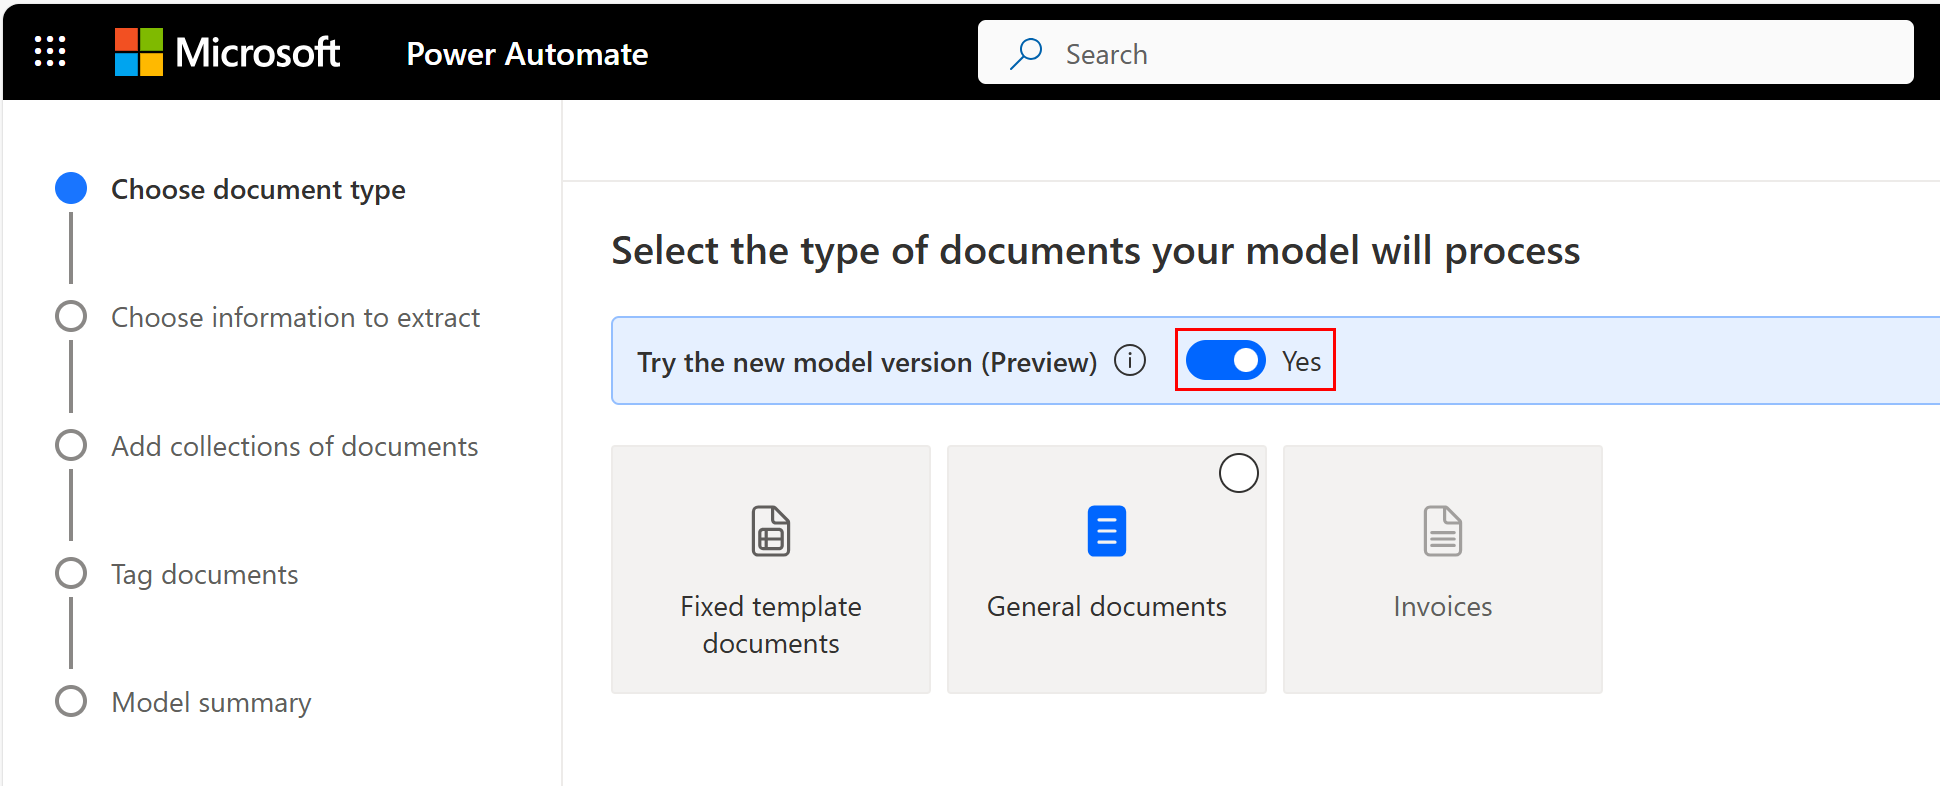 Microsoft
Power Automate
Search
Choose document type
Choose information to extract
Add collections of documents
Tag documents
Model summary
Select the type of documents your model will process
Try the new model version (Preview)
Yes
Fixed template
documents
General documents
Invoices